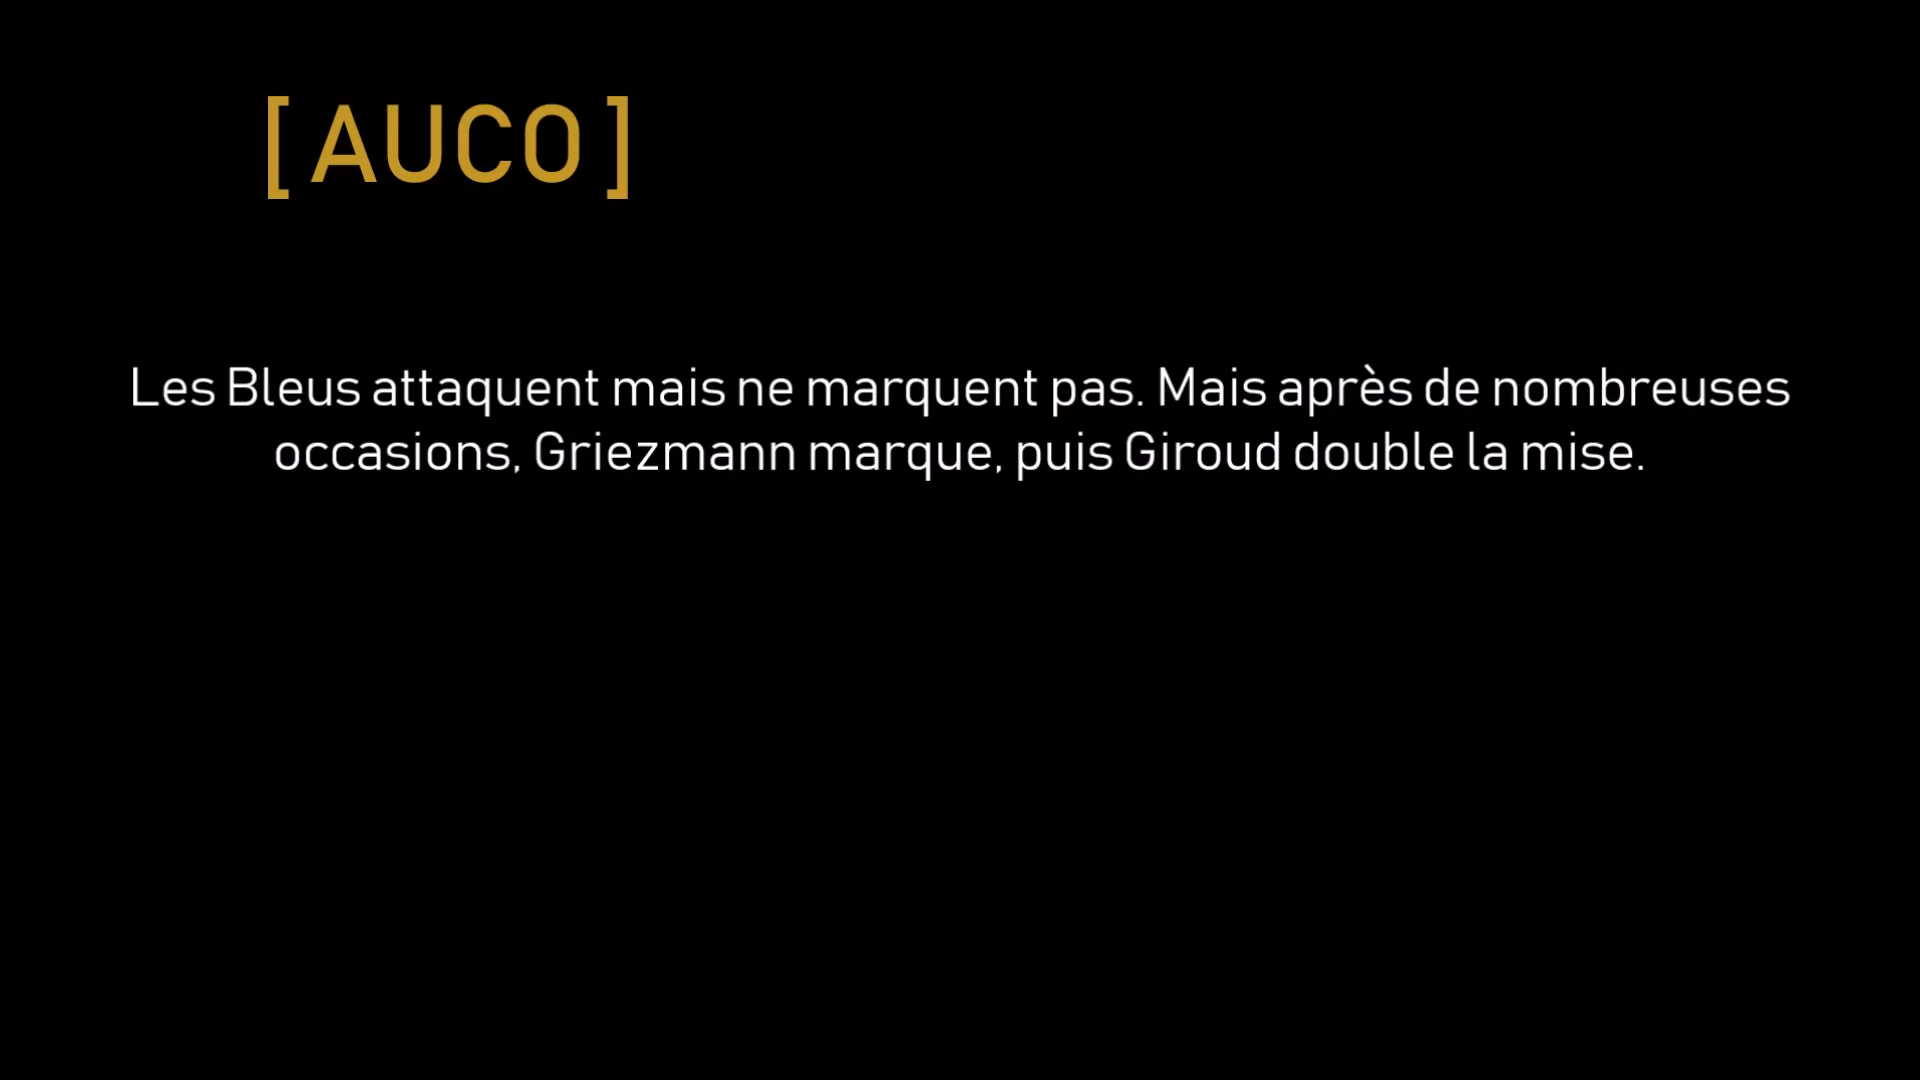 [AUCO]
Les Bleus attaquent mais ne marquent pas. Mais après de nombreuses
occasions, Griezmann marque, puis Giroud double la mise.